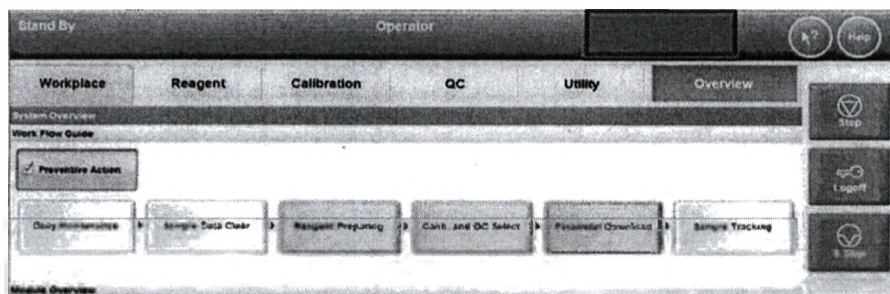 Stand By Operator Help
Workplace Reagent Calibration QC Utility Overview
System Overview
Stop
Work Flow Guide
Preventive Action
Logoff
Daily Maintenance Sample Data Clear Reagent Preparing Calib. and QC Select Parameter Download Sample Tracking
S.Stop
Module Overview